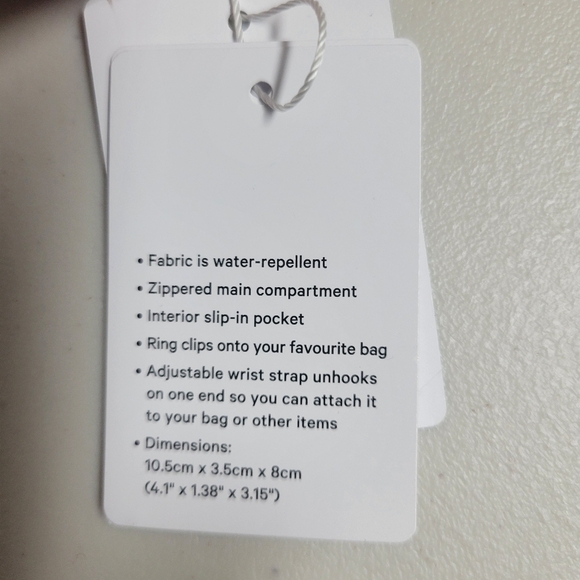 • Fabric is water-repellent
• Zippered main compartment
• Interior slip-in pocket
• Ring clips onto your favourite bag
• Adjustable wrist strap unhooks
on one end so you can attach it
to your bag or other items
• Dimensions:
10.5cm x 3.5cm x 8cm
(4.1" x 1.38" x 3.15")